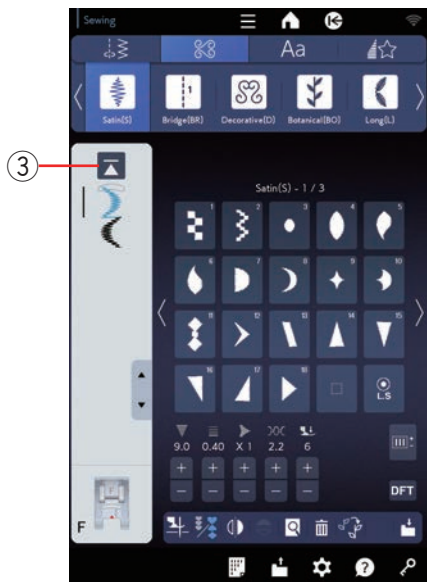 Sewing
Aa
Satin(S) Bridge(BR) Decorative(D) Botanical(BO) Long(L)
3
Satin(S) - 1 / 3
1 2 3 4 5
6 7 8 9 10
11 12 13 14 15
16 17 18 L.S
9.0 0.40 X 1 2.2 6
+ + + + +
− − − − −
DFT
F
?